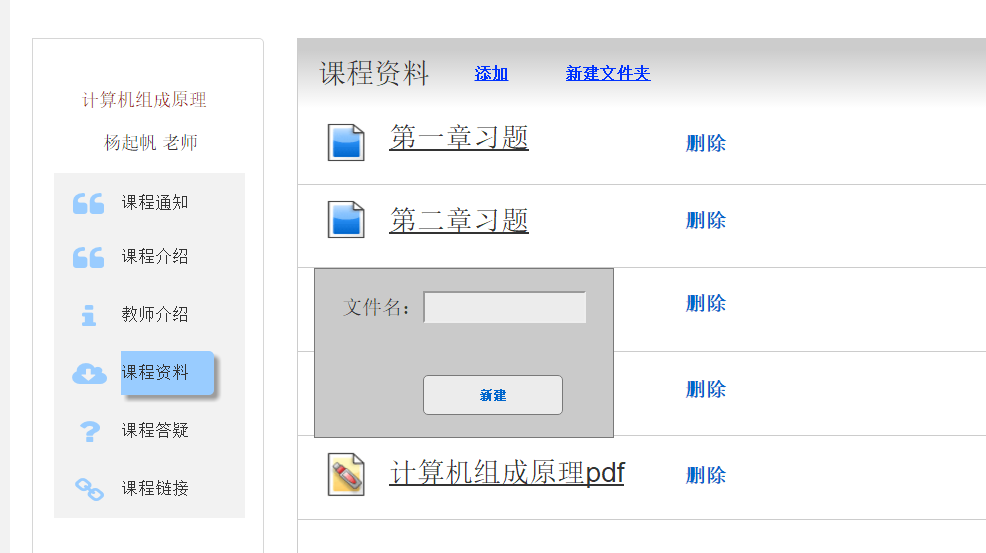 计算机组成原理
杨起帆 老师
课程通知
课程介绍
教师介绍
课程资料
课程答疑
课程链接
课程资料 添加 新建文件夹
第一章习题 删除
第二章习题 删除
文件名：
删除
新建
删除
计算机组成原理pdf 删除